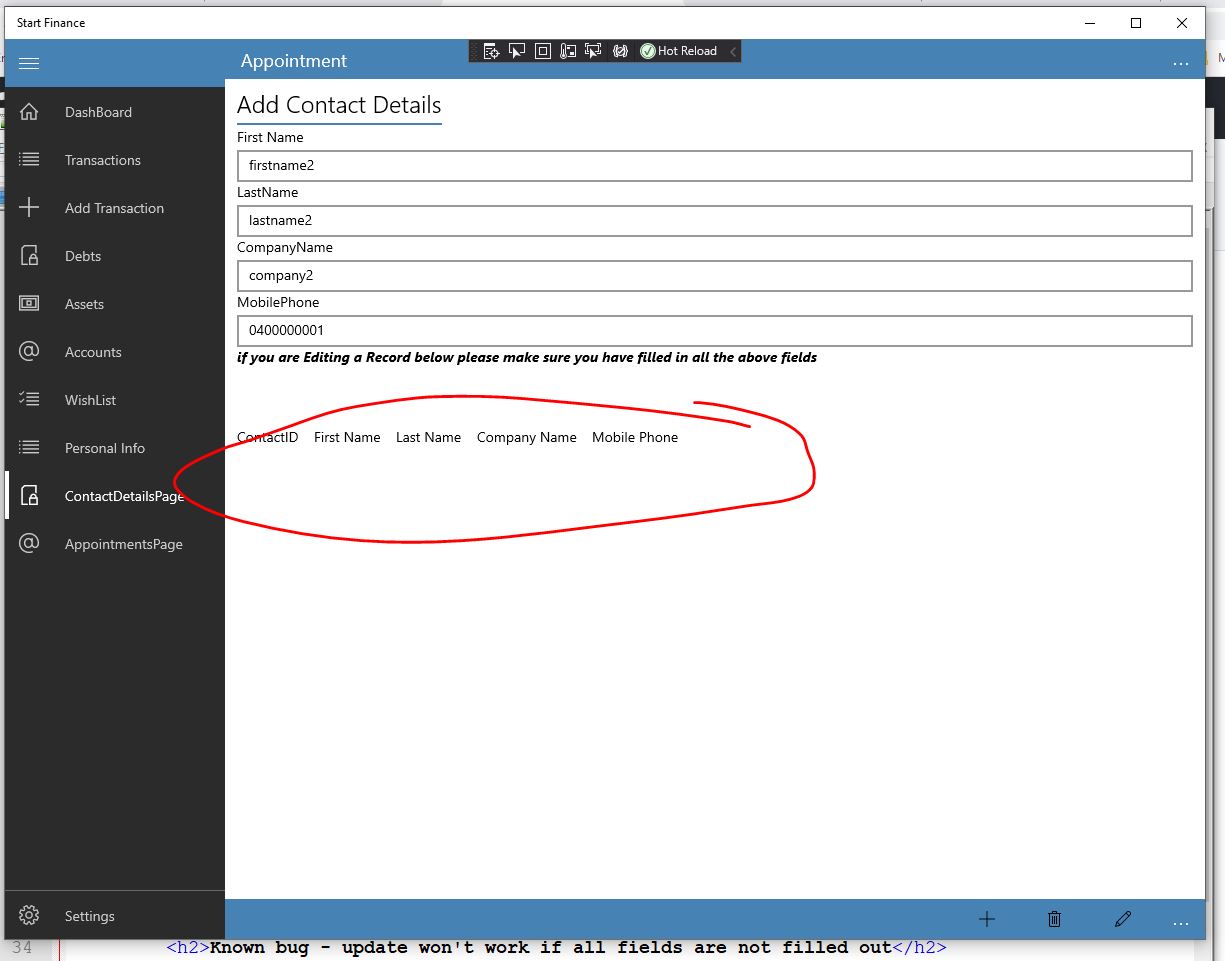 Start Finance
Hot Reload
Appointment
DashBoard
Transactions
Add Transaction
Debts
Assets
Accounts
WishList
Personal Info
ContactDetailsPage
AppointmentsPage
Settings
Add Contact Details
First Name
firstname2
LastName
lastname2
CompanyName
company2
MobilePhone
0400000001
if you are Editing a Record below please make sure you have filled in all the above fields
ContactID First Name Last Name Company Name Mobile Phone
34 <h2>Known bug - update won't work if all fields are not filled out</h2>